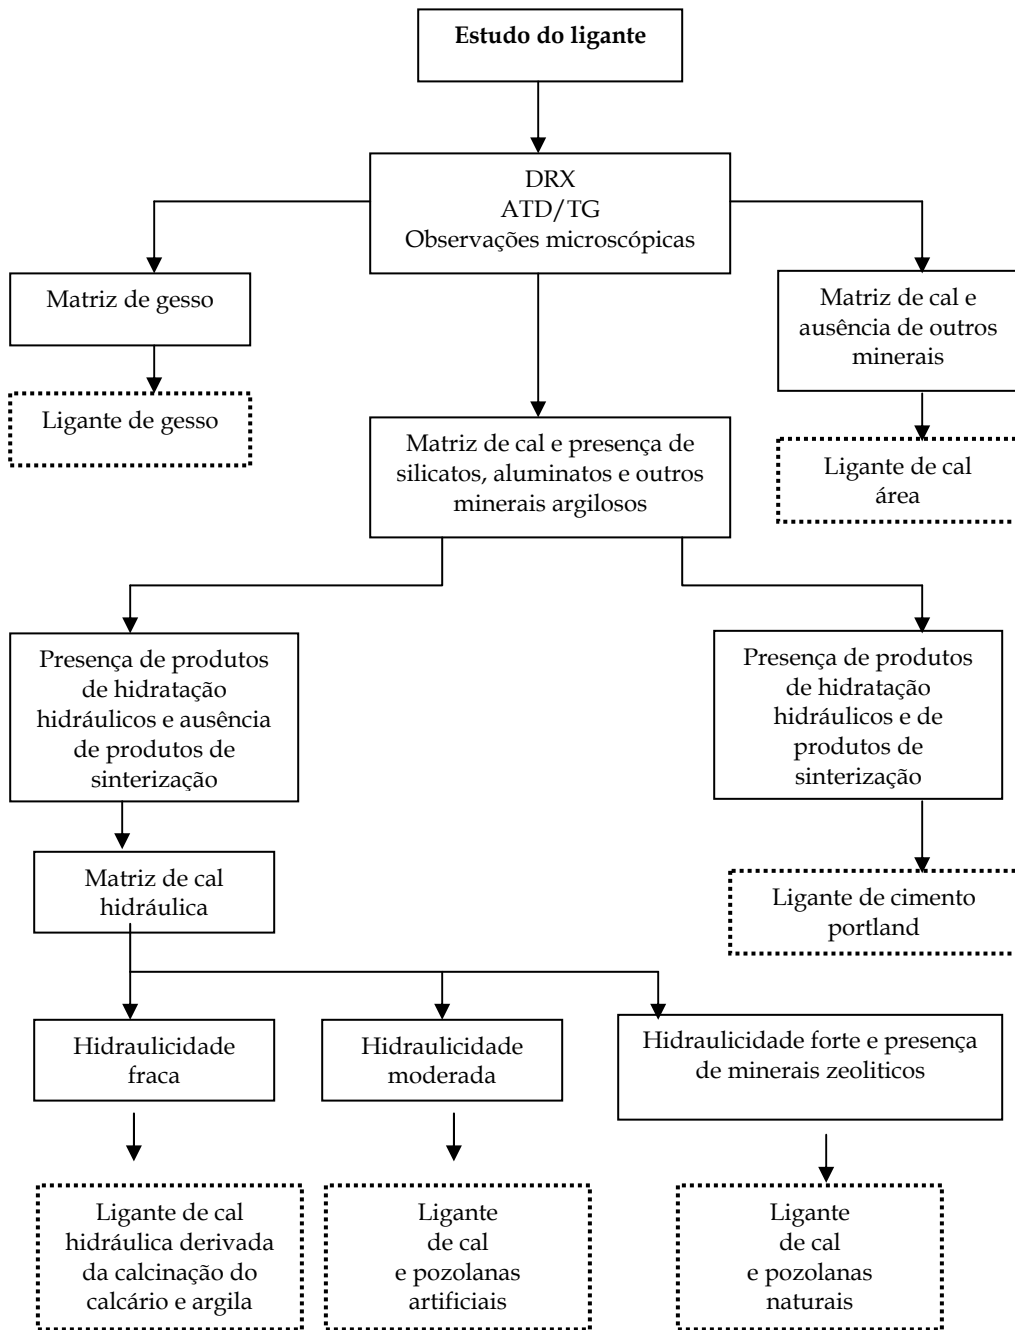 Estudo do ligante
DRX
ATD/TG
Observações microscópicas
Matriz de gesso
Matriz de cal e
ausência de outros
minerais
Ligante de gesso
Matriz de cal e presença de
silicatos, aluminatos e outros
minerais argilosos
Ligante de cal
área
Presença de produtos
de hidratação
hidráulicos e ausência
de produtos de
sinterização
Presença de produtos
de hidratação
hidráulicos e de
produtos de
sinterização
Matriz de cal
hidráulica
Ligante de cimento
portland
Hidraulicidade
fraca
Hidraulicidade
moderada
Hidraulicidade forte e presença
de minerais zeoliticos
Ligante de cal
hidráulica derivada
da calcinação do
calcário e argila
Ligante
de cal
e pozolanas
artificiais
Ligante
de cal
e pozolanas
naturais